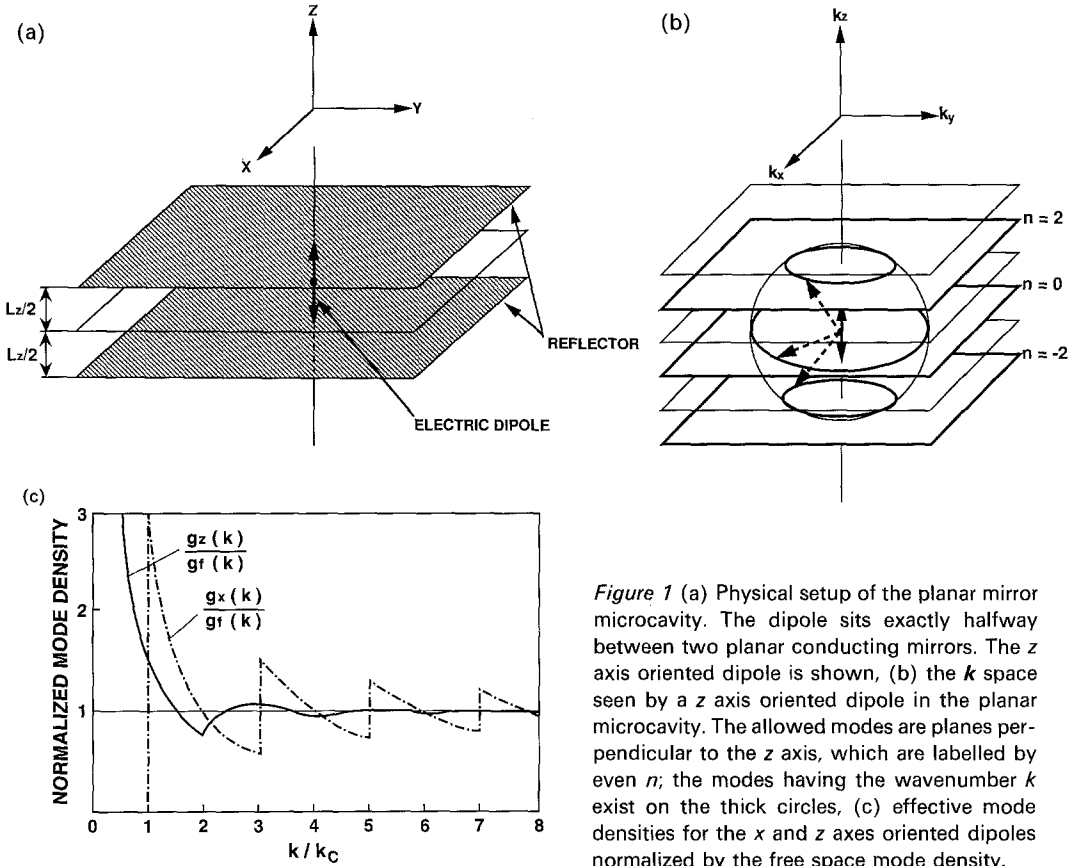 (a)
Z
Y
X
Lz/2
Lz/2
REFLECTOR
ELECTRIC DIPOLE
(b)
kz
ky
kx
n = 2
n = 0
n = -2
(c)
NORMALIZED MODE DENSITY
3
2
1
gz (k)
gf (k)
gx (k)
gf (k)
0 1 2 3 4 5 6 7 8
k / kC
Figure 1 (a) Physical setup of the planar mirror
microcavity. The dipole sits exactly halfway
between two planar conducting mirrors. The z
axis oriented dipole is shown, (b) the k space
seen by a z axis oriented dipole in the planar
microcavity. The allowed modes are planes per-
pendicular to the z axis, which are labelled by
even n; the modes having the wavenumber k
exist on the thick circles, (c) effective mode
densities for the x and z axes oriented dipoles
normalized by the free space mode density.